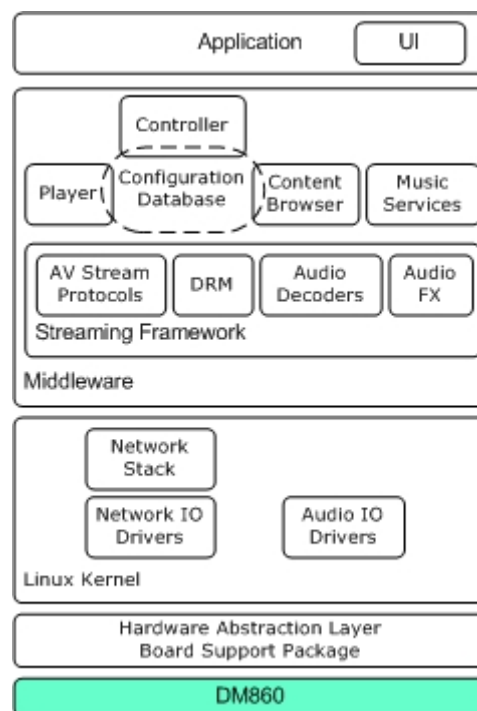 Application
UI
Controller
Player
Configuration
Database
Content
Browser
Music
Services
AV Stream
Protocols
DRM
Audio
Decoders
Audio
FX
Streaming Framework
Middleware
Network
Stack
Network IO
Drivers
Audio IO
Drivers
Linux Kernel
Hardware Abstraction Layer
Board Support Package
DM860